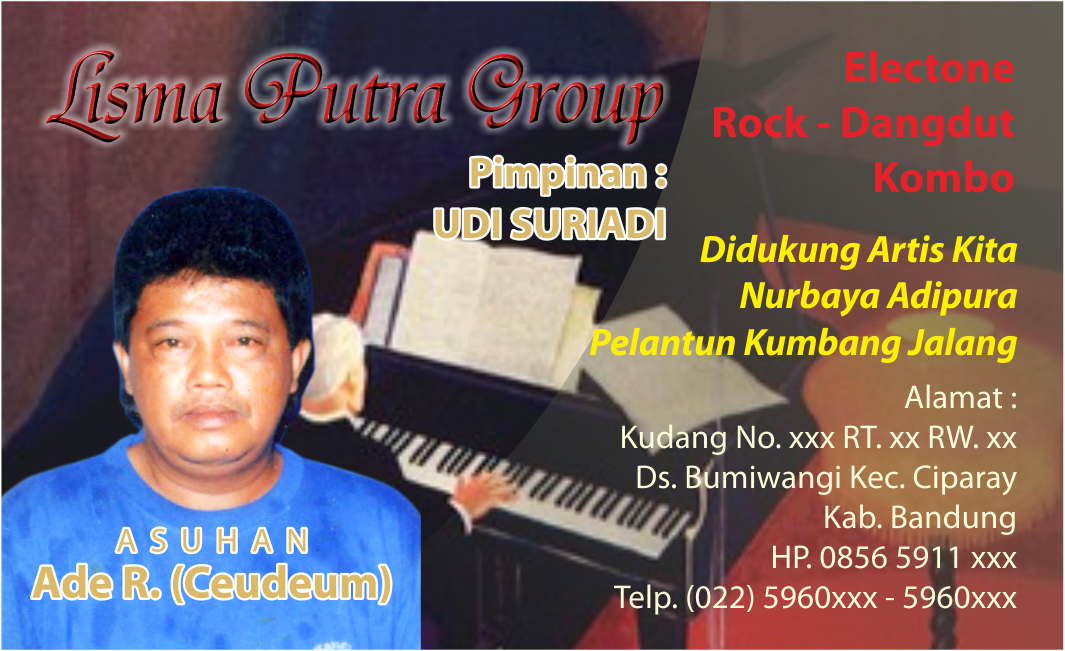 Lisma Putra Group
Pimpinan :
UDI SURIADI
Electone
Rock - Dangdut
Kombo
Didukung Artis Kita
Nurbaya Adipura
Pelantun Kumbang Jalang
Alamat :
Kudang No. xxx RT. xx RW. xx
Ds. Bumiwangi Kec. Ciparay
Kab. Bandung
HP. 0856 5911 xxx
Telp. (022) 5960xxx - 5960xxx
ASUHAN
Ade R. (Ceudeum)